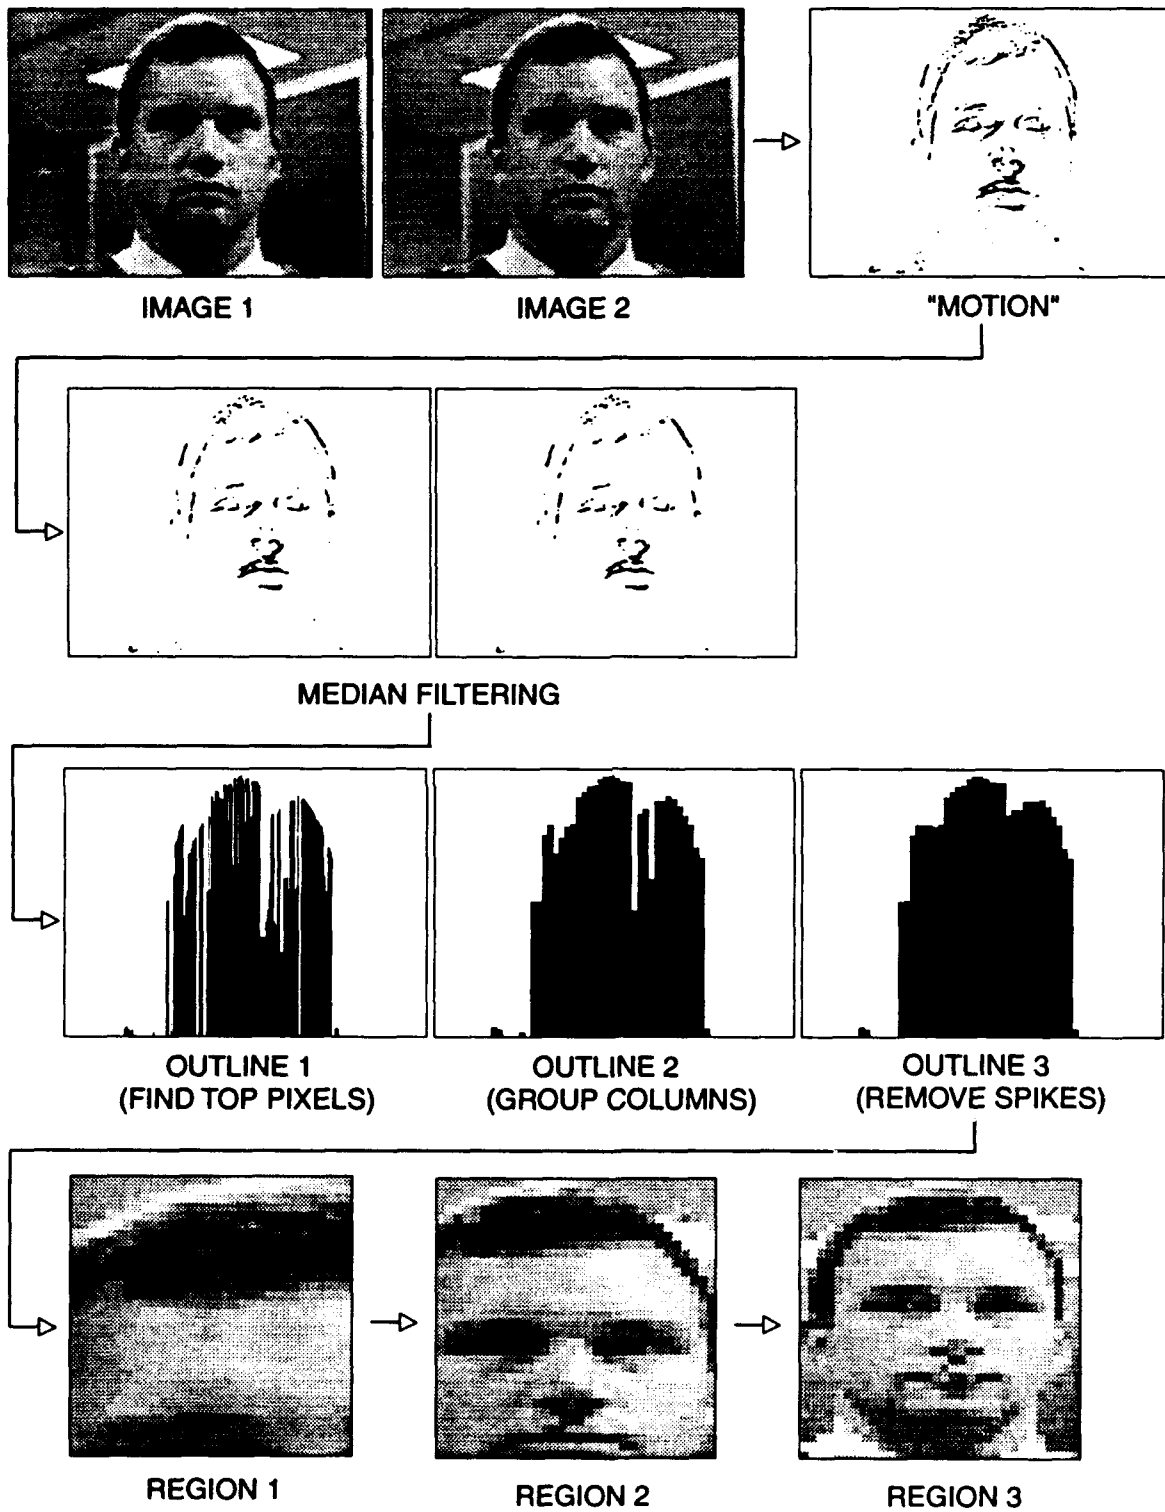 IMAGE 1
IMAGE 2
"MOTION"
MEDIAN FILTERING
OUTLINE 1
(FIND TOP PIXELS)
OUTLINE 2
(GROUP COLUMNS)
OUTLINE 3
(REMOVE SPIKES)
REGION 1
REGION 2
REGION 3